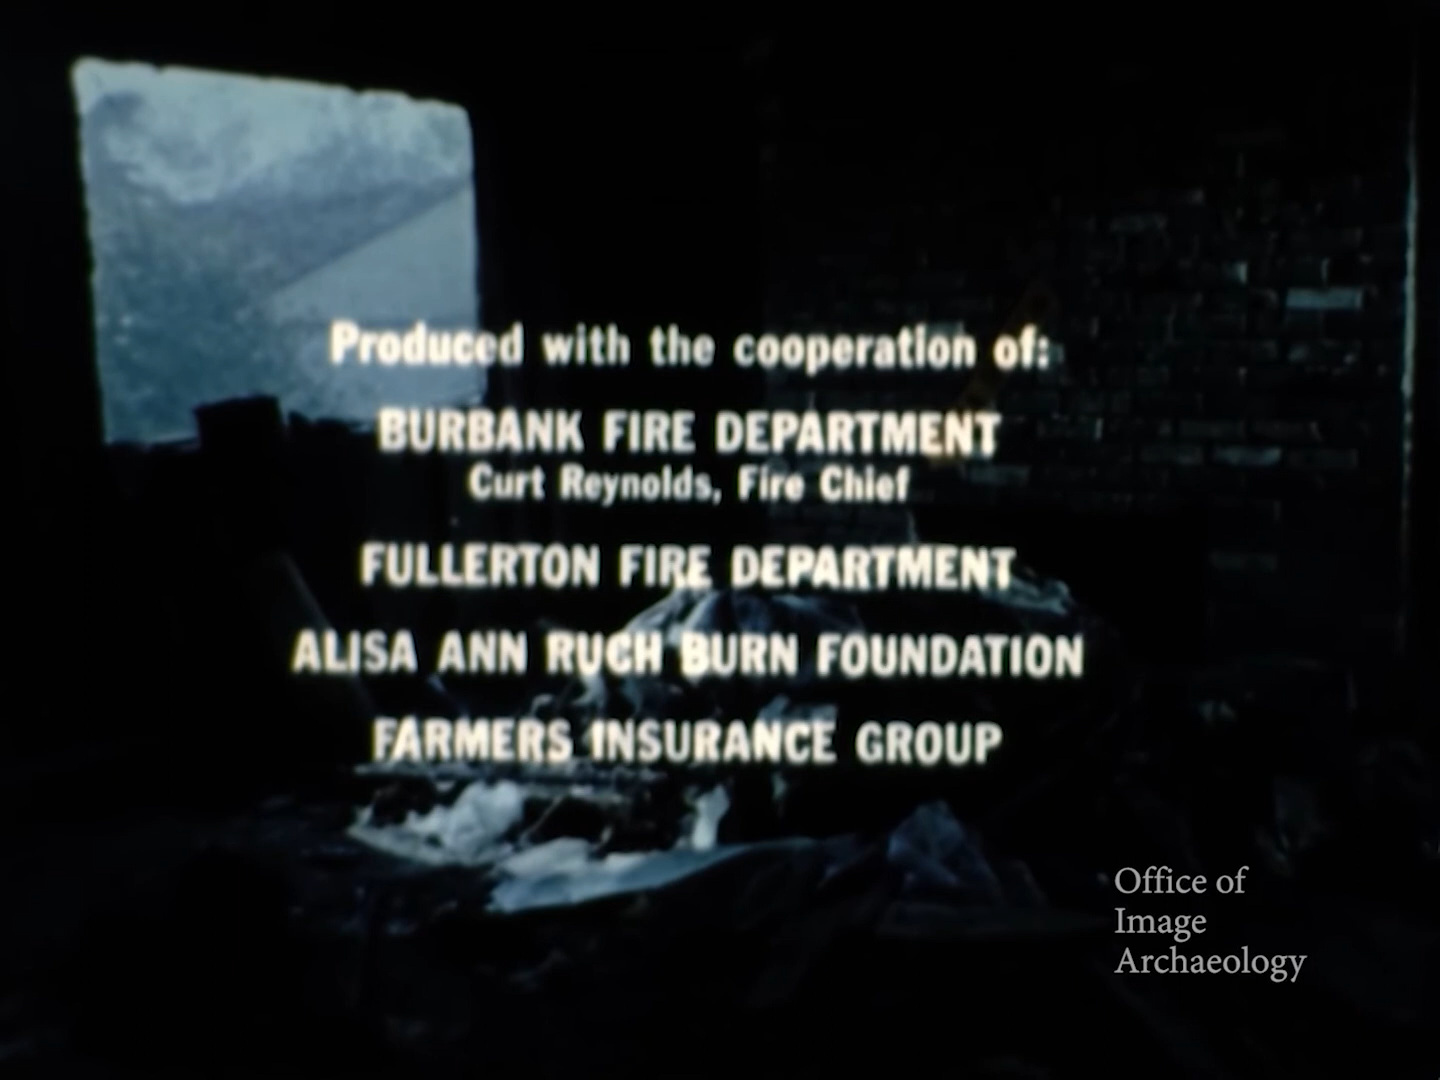 Produced with the cooperation of:
BURBANK FIRE DEPARTMENT
Curt Reynolds, Fire Chief
FULLERTON FIRE DEPARTMENT
ALISA ANN RUCH BURN FOUNDATION
FARMERS INSURANCE GROUP
Office of
Image
Archaeology